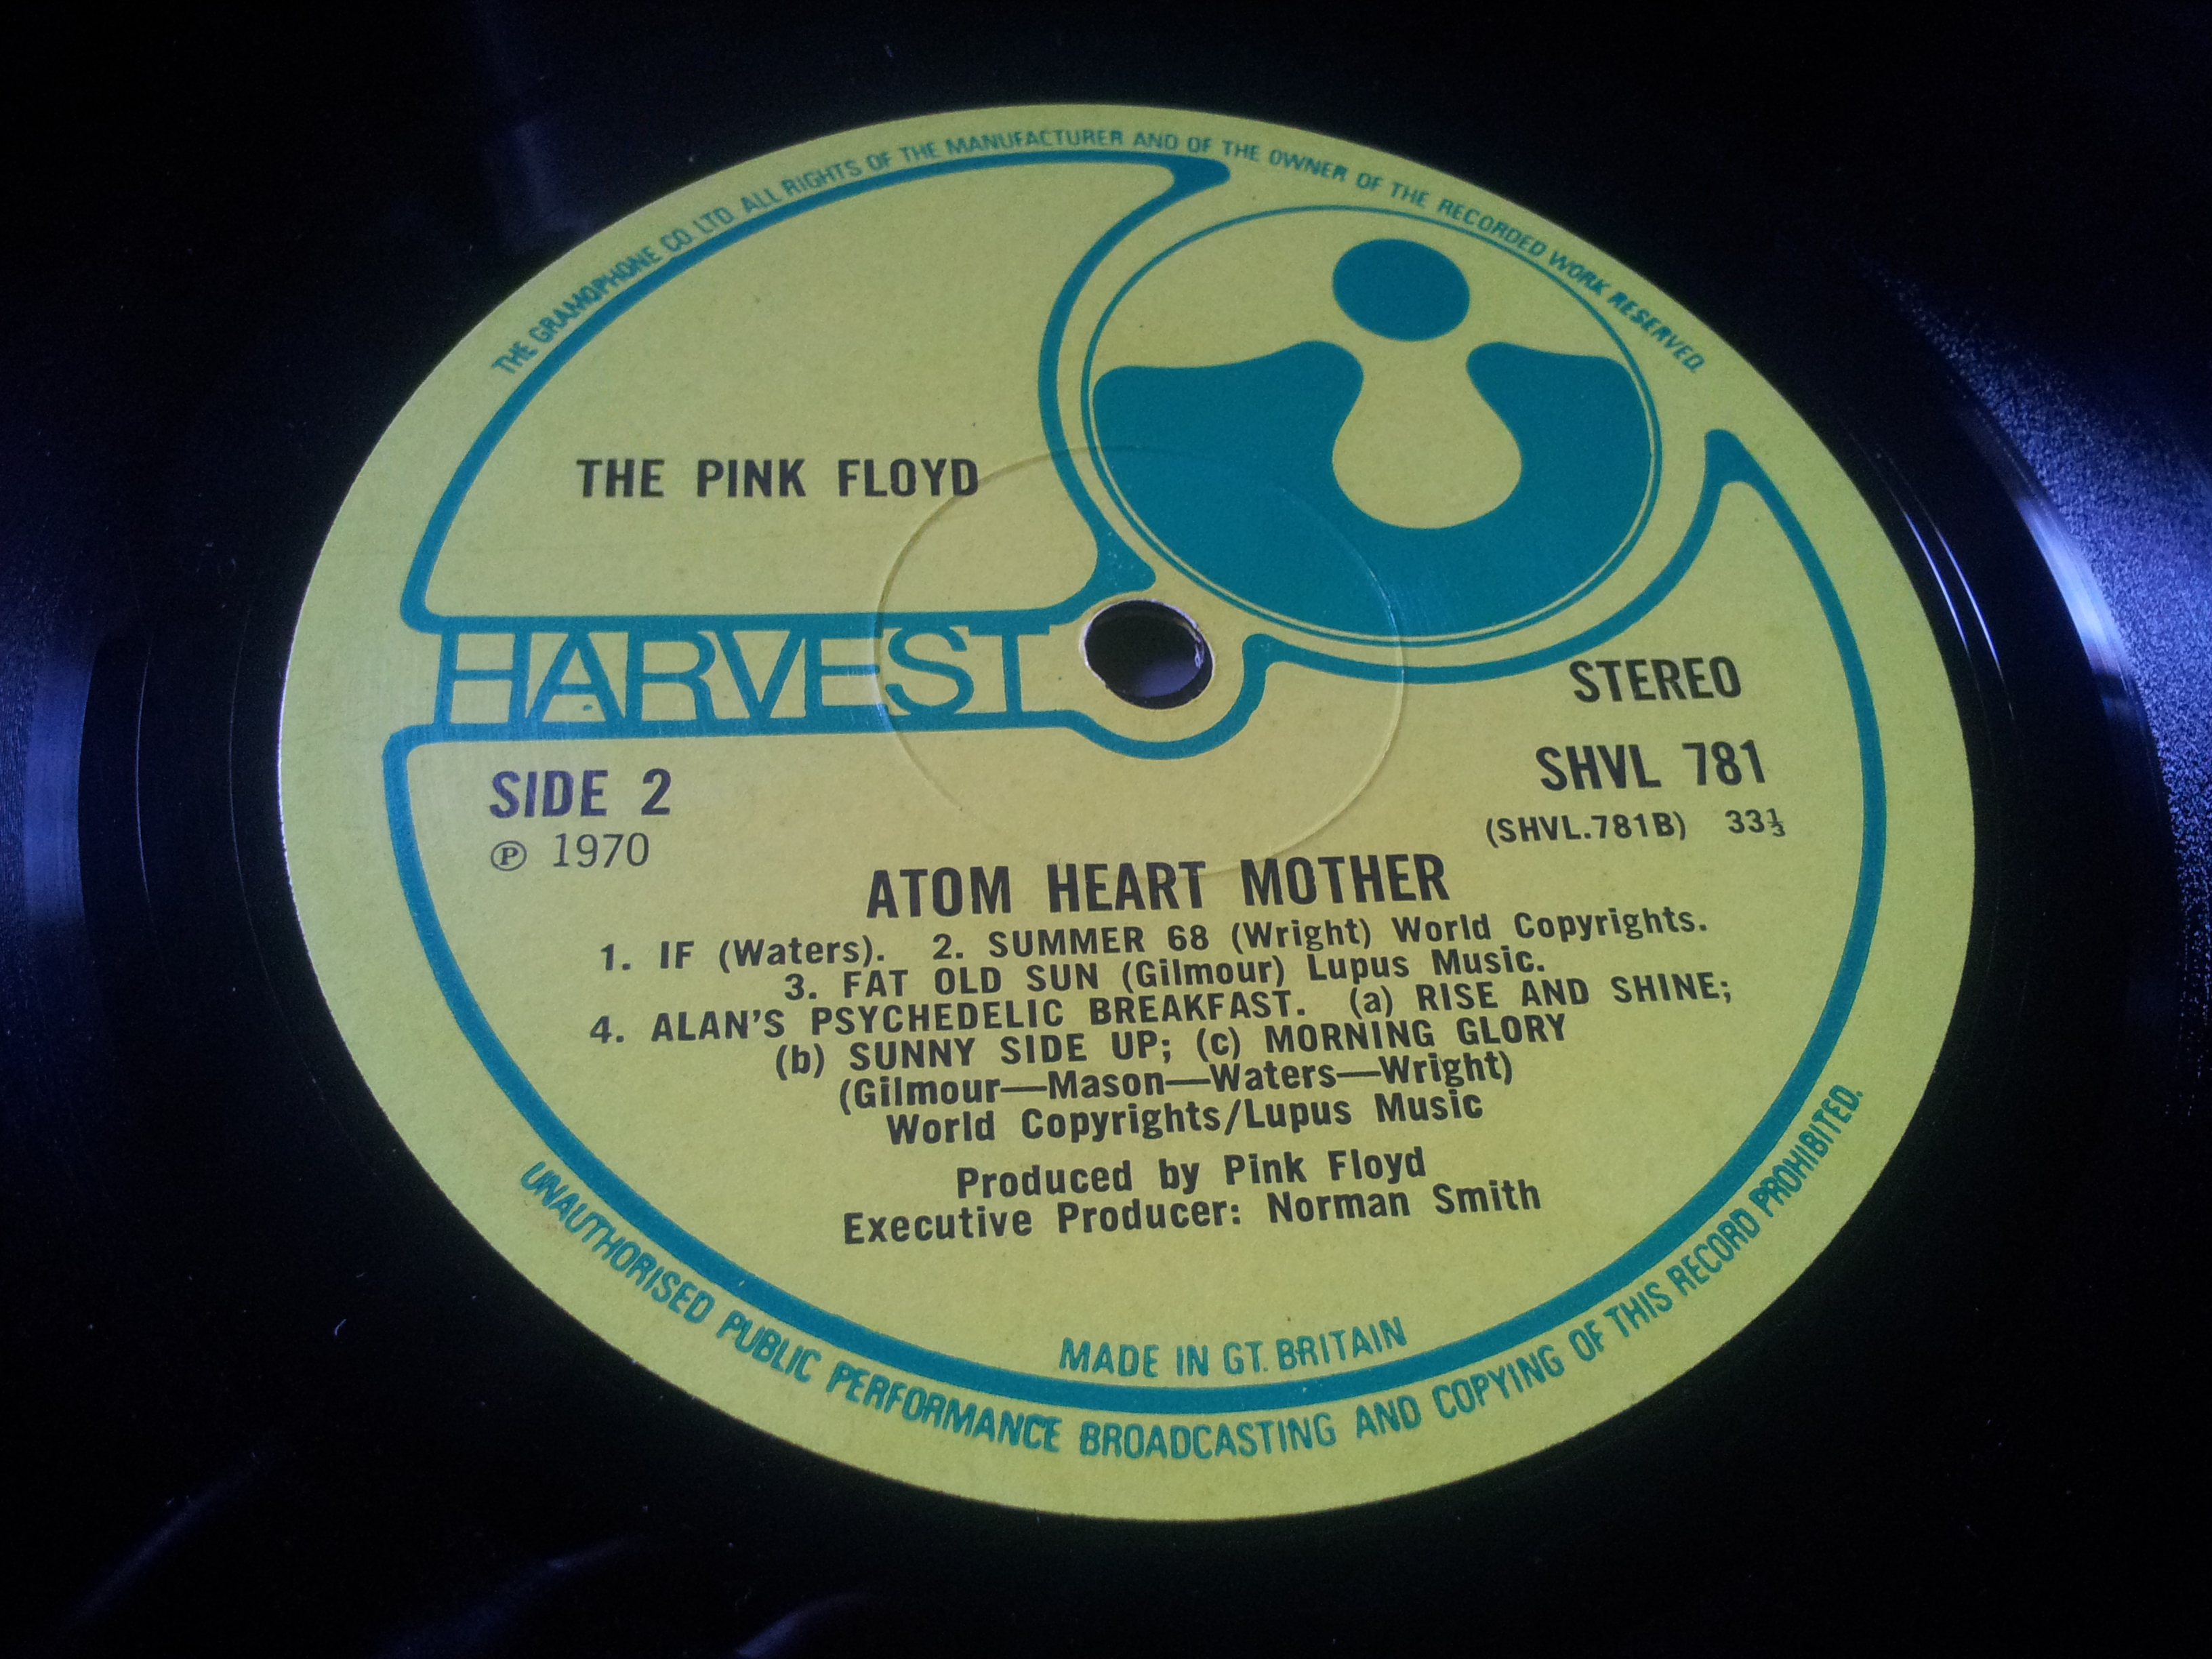 THE GRAMOPHONE CO LTD. ALL RIGHTS OF THE MANUFACTURER AND OF THE OWNER OF THE RECORDED WORK RESERVED.
THE PINK FLOYD
HARVEST
STEREO
SHVL 781
(SHVL.781B) 33⅓
SIDE 2
℗ 1970
ATOM HEART MOTHER
1. IF (Waters). 2. SUMMER 68 (Wright) World Copyrights.
3. FAT OLD SUN (Gilmour) Lupus Music.
4. ALAN'S PSYCHEDELIC BREAKFAST. (a) RISE AND SHINE;
(b) SUNNY SIDE UP; (c) MORNING GLORY
(Gilmour—Mason—Waters—Wright)
World Copyrights/Lupus Music
Produced by Pink Floyd
Executive Producer: Norman Smith
MADE IN GT. BRITAIN
UNAUTHORISED PUBLIC PERFORMANCE BROADCASTING AND COPYING OF THIS RECORD PROHIBITED.